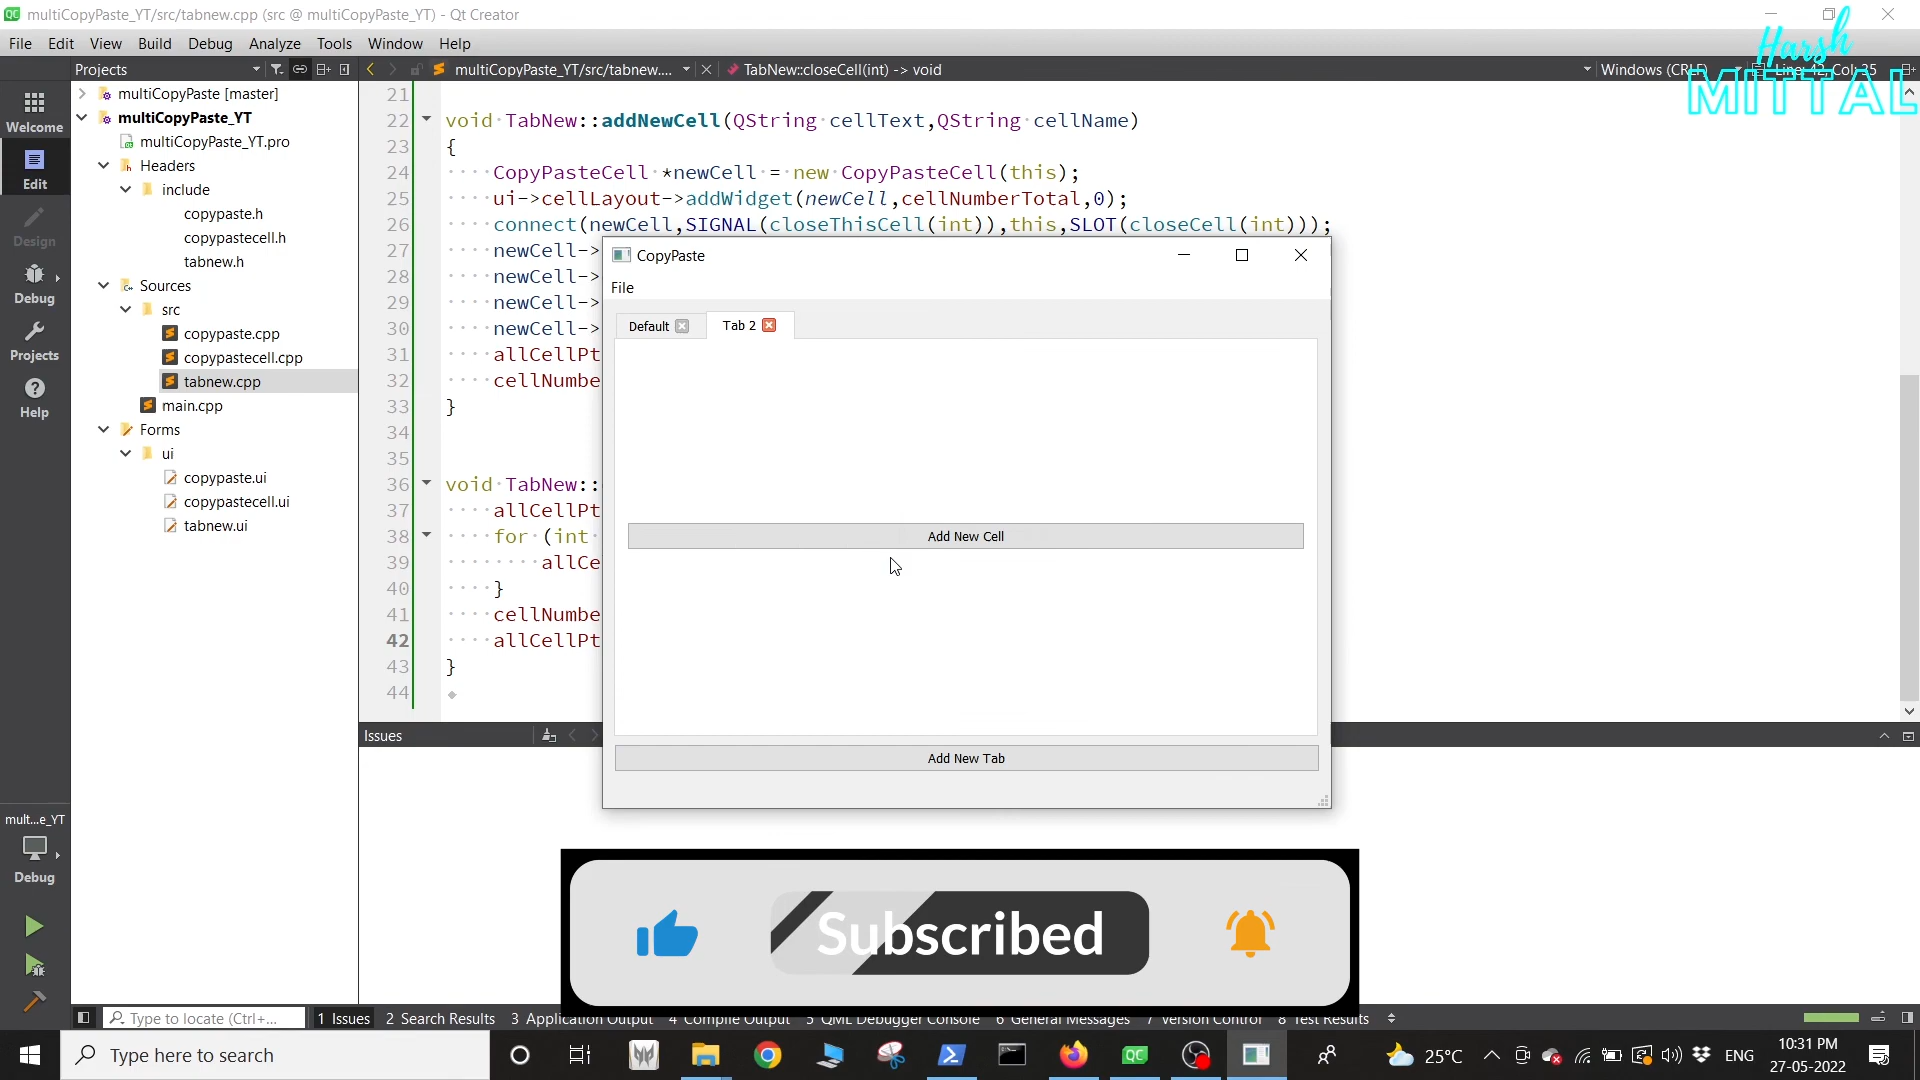 multiCopyPaste_YT/src/tabnew.cpp (src @ multiCopyPaste_YT) - Qt Creator
File Edit View Build Debug Analyze Tools Window Help
Harsh
MITTAL
Projects
multiCopyPaste_YT/src/tabnew.... TabNew::closeCell(int) -> void Windows (CRLF) Line: 42, Col: 35
Welcome
Edit
Design
Debug
Projects
Help
mult...e_YT
Debug
multiCopyPaste [master]
multiCopyPaste_YT
multiCopyPaste_YT.pro
Headers
include
copypaste.h
copypastecell.h
tabnew.h
Sources
src
copypaste.cpp
copypastecell.cpp
tabnew.cpp
main.cpp
Forms
ui
copypaste.ui
copypastecell.ui
tabnew.ui
21
22 void TabNew::addNewCell(QString cellText,QString cellName)
23 {
24 CopyPasteCell *newCell = new CopyPasteCell(this);
25 ui->cellLayout->addWidget(newCell,cellNumberTotal,0);
26 connect(newCell,SIGNAL(closeThisCell(int)),this,SLOT(closeCell(int)));
27 newCell->
28 newCell->
29 newCell->
30 newCell->
31 allCellPt
32 cellNumbe
33 }
34
35
36 void TabNew::
37 allCellPt
38 for (int
39 allCe
40 }
41 cellNumbe
42 allCellPt
43 }
44
CopyPaste
File
Default Tab 2
Add New Cell
Add New Tab
Issues
Subscribed
Type to locate (Ctrl+... 1 Issues 2 Search Results 3 Application Output 4 Compile Output 5 QML Debugger Console 6 General Messages 7 Version Control 8 Test Results
Type here to search
25°C ENG
10:31 PM
27-05-2022